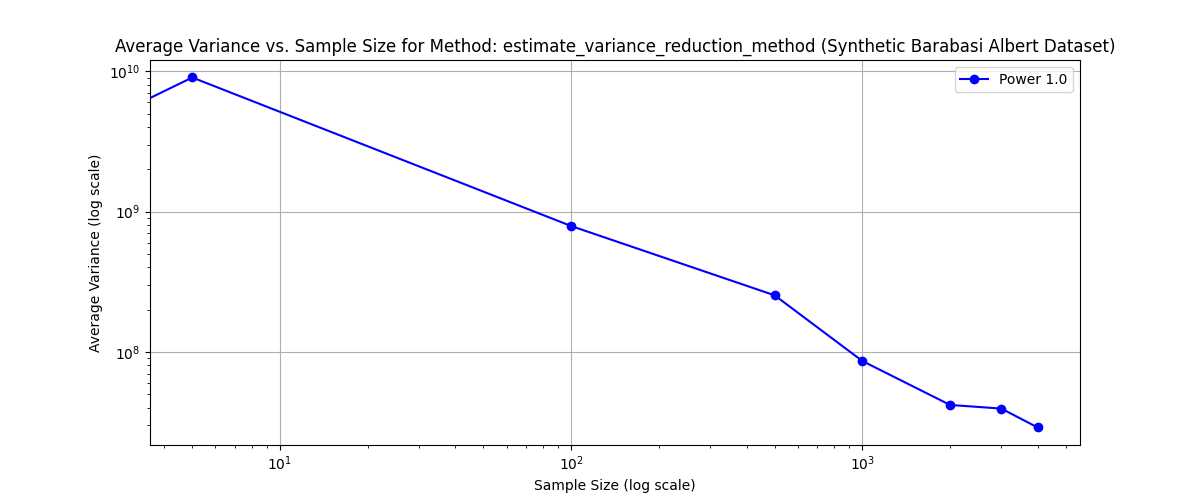 Average Variance vs. Sample Size for Method: estimate_variance_reduction_method (Synthetic Barabasi Albert Dataset)
Power 1.0
10¹⁰
10⁹
10⁸
Average Variance (log scale)
10¹
10²
10³
Sample Size (log scale)